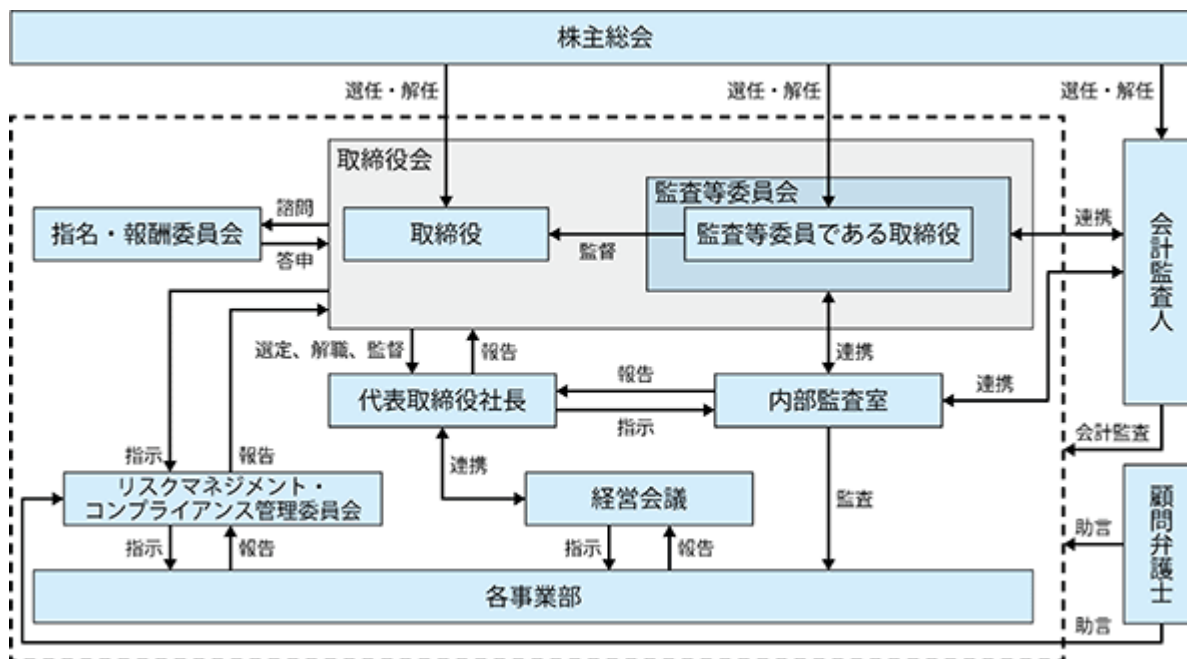 株主総会
選任・解任
選任・解任
選任・解任
取締役会
監査等委員会
指名・報酬委員会
諮問
答申
取締役
監督
監査等委員である取締役
連携
会計監査人
選定、解職、監督
報告
連携
代表取締役社長
報告
指示
内部監査室
連携
会計監査
指示
報告
連携
監査
リスクマネジメント・
コンプライアンス管理委員会
経営会議
顧問弁護士
指示
報告
指示
報告
助言
各事業部
助言